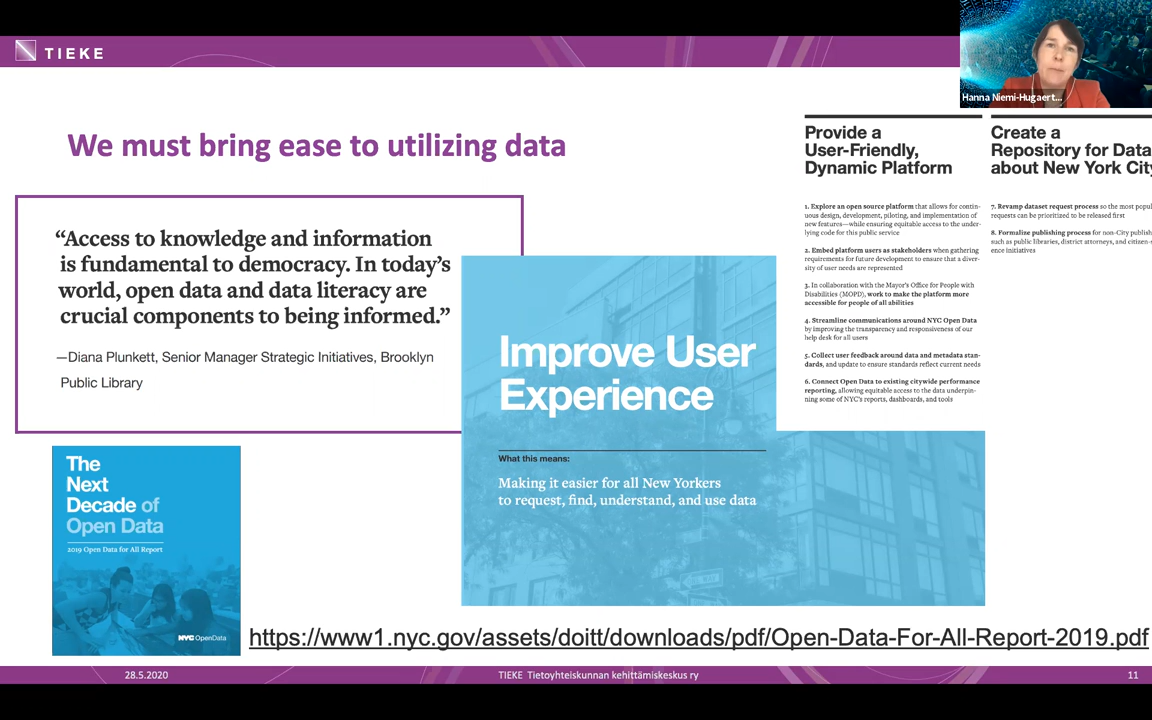 TIEKE
Hanna Niemi-Hugaert...
We must bring ease to utilizing data
“Access to knowledge and information
is fundamental to democracy. In today’s
world, open data and data literacy are
crucial components to being informed.”
—Diana Plunkett, Senior Manager Strategic Initiatives, Brooklyn
Public Library
The
Next
Decade of
Open Data
2019 Open Data for All Report
NYC OpenData
Improve User
Experience
What this means:
Making it easier for all New Yorkers
to request, find, understand, and use data
Provide a
User-Friendly,
Dynamic Platform
1. Explore an open source platform that allows for contin-
uous design, development, piloting, and implementation of
new features—while ensuring equitable access to the under-
lying code for this public service
2. Embed platform users as stakeholders when gathering
requirements for future development to ensure that a diver-
sity of user needs are represented
3. In collaboration with the Mayor’s Office for People with
Disabilities (MOPD), work to make the platform more
accessible for people of all abilities
4. Streamline communications around NYC Open Data
by improving the transparency and responsiveness of our
help desk for all users
5. Collect user feedback around data and metadata stan-
dards, and update to ensure standards reflect current needs
6. Connect Open Data to existing citywide performance
reporting, allowing equitable access to the data underpin-
ning some of NYC’s reports, dashboards, and tools
Create a
Repository for Data
about New York City
7. Revamp dataset request process so the most popul
requests can be prioritized to be released first
8. Formalize publishing process for non-City publish
such as public libraries, district attorneys, and citizen-s
ence initiatives
https://www1.nyc.gov/assets/doitt/downloads/pdf/Open-Data-For-All-Report-2019.pdf
28.5.2020
TIEKE Tietoyhteiskunnan kehittämiskeskus ry
11